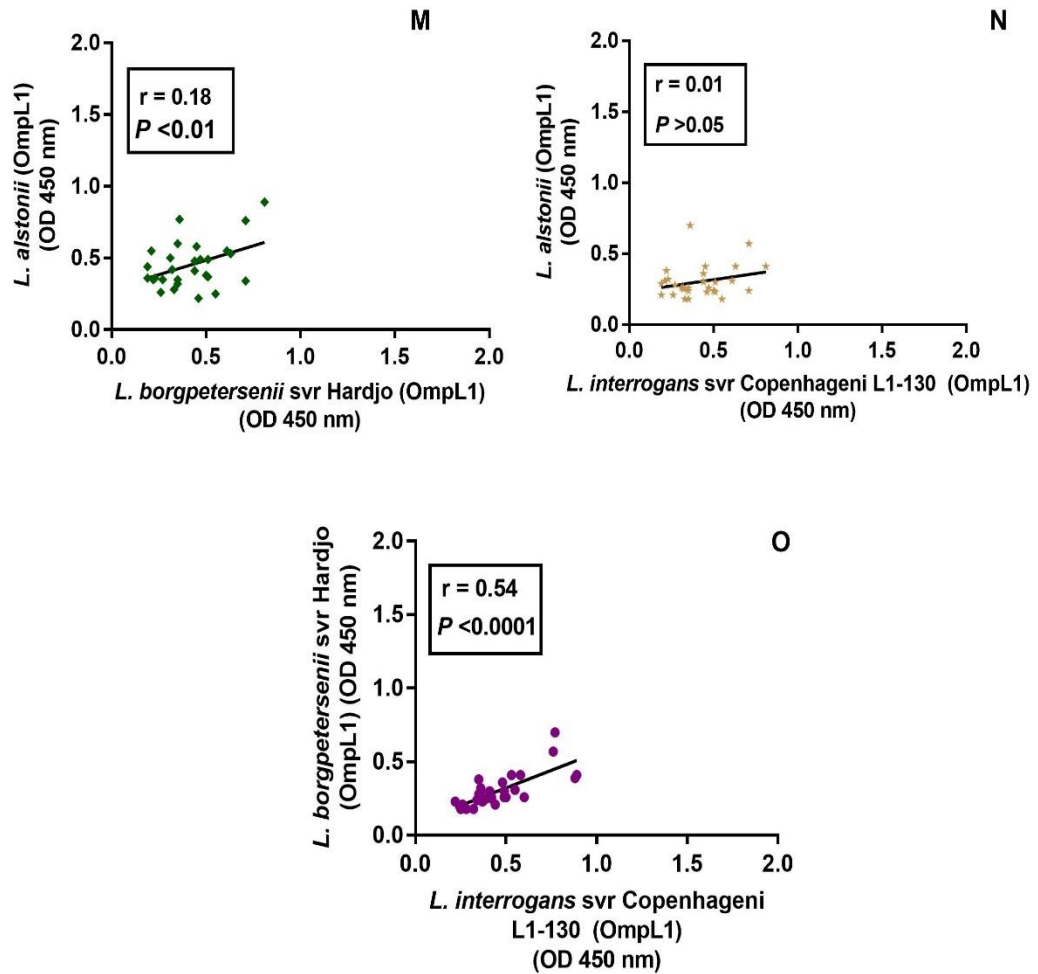 M
L. alstonii (OmpL1)
(OD 450 nm)
2.0
1.5
1.0
0.5
0.0
r = 0.18
P <0.01
0.0 0.5 1.0 1.5 2.0
L. borgpetersenii svr Hardjo (OmpL1)
(OD 450 nm)
N
L. alstonii (OmpL1)
(OD 450 nm)
2.0
1.5
1.0
0.5
0.0
r = 0.01
P >0.05
0.0 0.5 1.0 1.5 2.0
L. interrogans svr Copenhageni L1-130 (OmpL1)
(OD 450 nm)
O
L. borgpetersenii svr Hardjo
(OmpL1) (OD 450 nm)
2.0
1.5
1.0
0.5
0.0
r = 0.54
P <0.0001
0.0 0.5 1.0 1.5 2.0
L. interrogans svr Copenhageni
L1-130 (OmpL1)
(OD 450 nm)